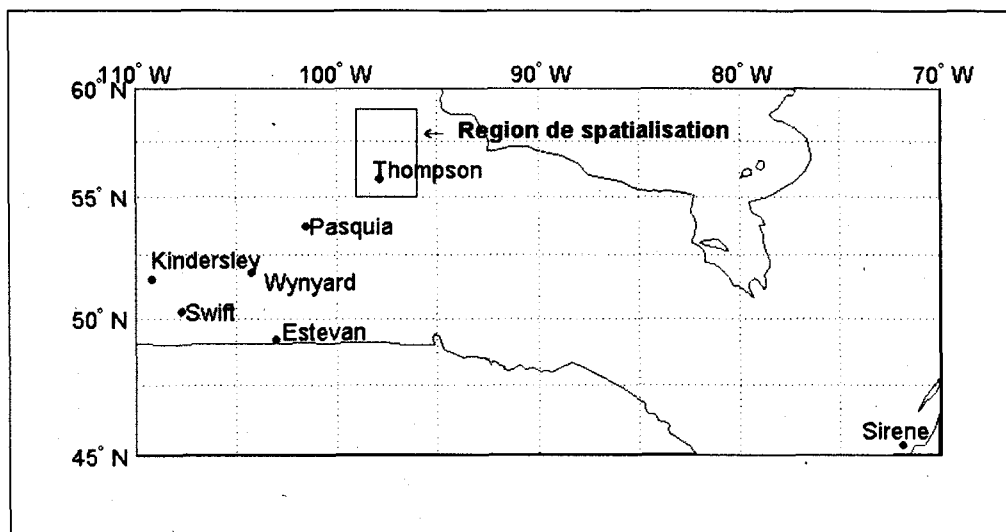 110° W 100° W 90° W 80° W 70° W
60° N
← Region de spatialisation
Thompson
55° N
Pasquia
Kindersley
Wynyard
Swift
50° N
Estevan
Sirene
45° N